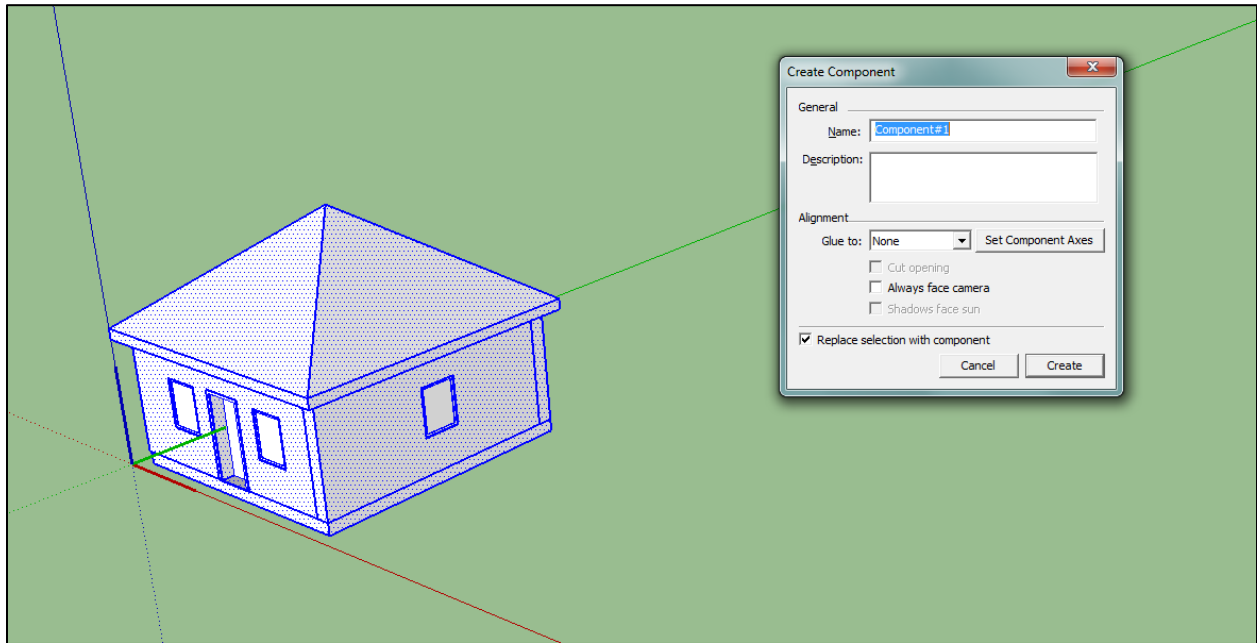 Create Component
General
Name: Component#1
Description:
Alignment
Glue to: None Set Component Axes
Cut opening
Always face camera
Shadows face sun
Replace selection with component
Cancel Create